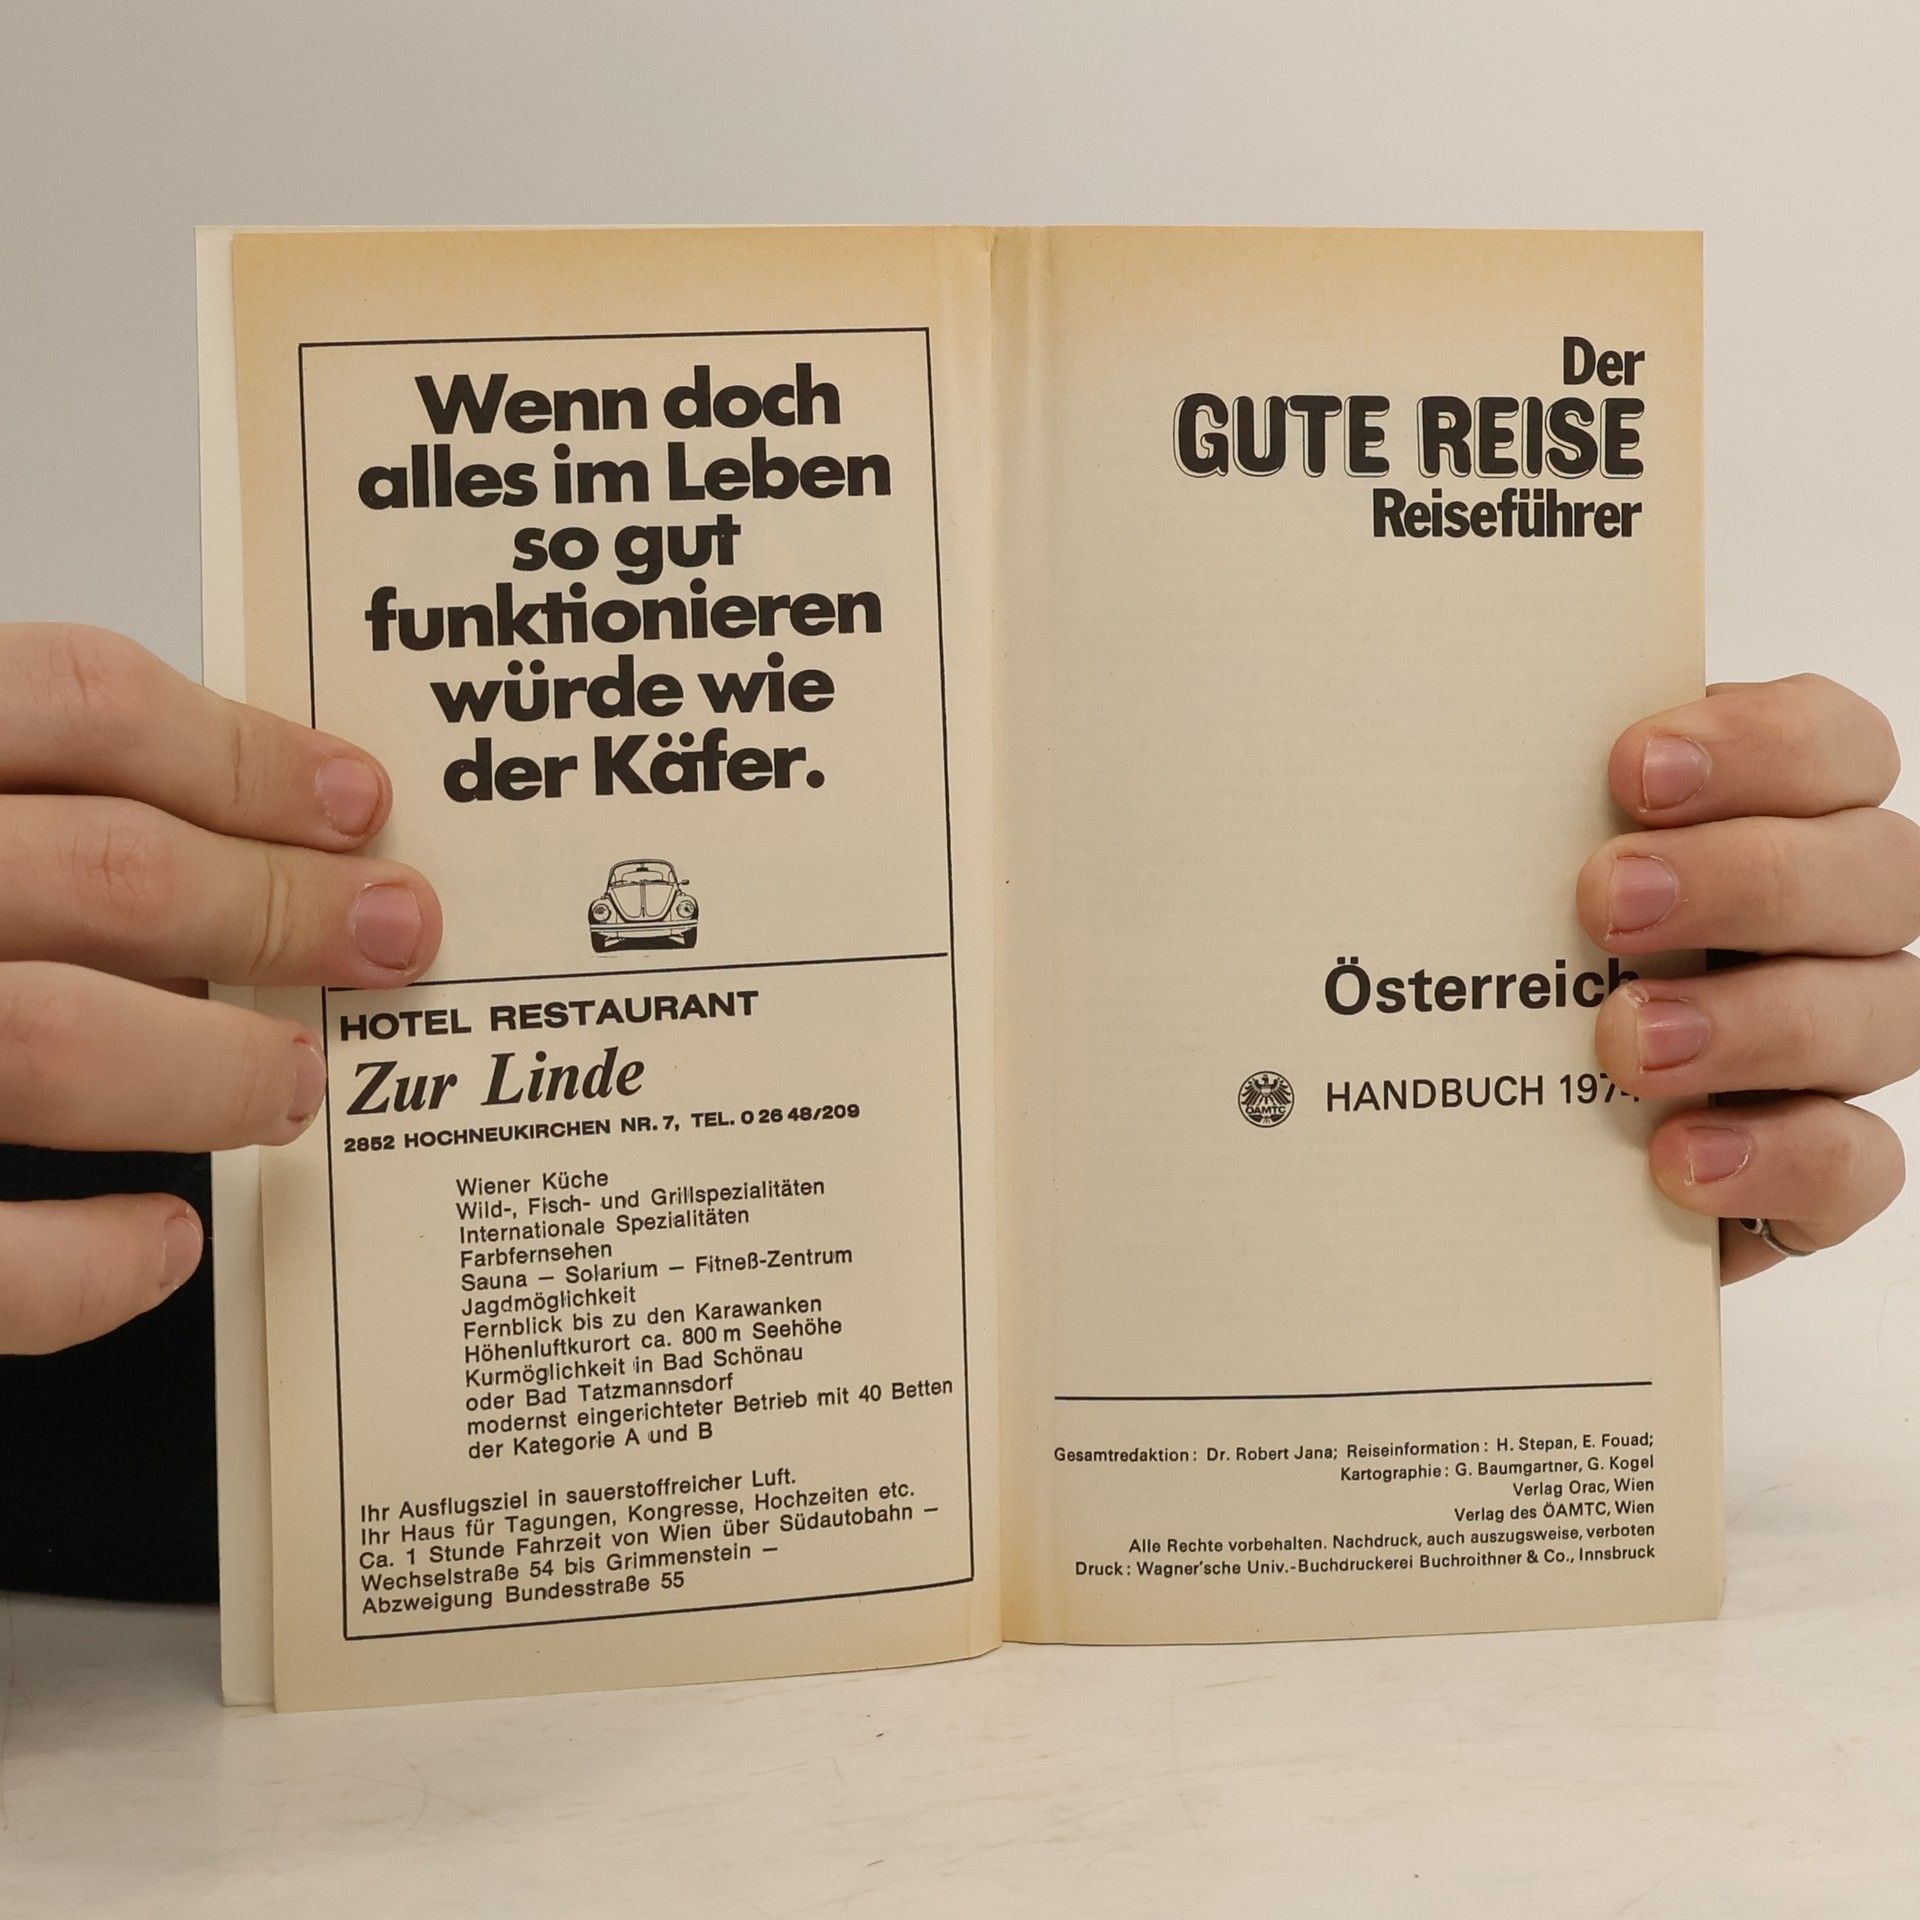 Wenn doch
alles im Leben
so gut
funktionieren
würde wie
der Käfer.
HOTEL RESTAURANT
Zur Linde
2852 HOCHNEUKIRCHEN NR. 7, TEL. 0 26 48/209
Wiener Küche
Wild-, Fisch- und Grillspezialitäten
Internationale Spezialitäten
Farbfernsehen
Sauna — Solarium — Fitneß-Zentrum
Jagdmöglichkeit
Fernblick bis zu den Karawanken
Höhenluftkurort ca. 800 m Seehöhe
Kurmöglichkeit in Bad Schönau
oder Bad Tatzmannsdorf
modernst eingerichteter Betrieb mit 40 Betten
der Kategorie A und B
Ihr Ausflugsziel in sauerstoffreicher Luft.
Ihr Haus für Tagungen, Kongresse, Hochzeiten etc.
Ca. 1 Stunde Fahrzeit von Wien über Südautobahn —
Wechselstraße 54 bis Grimmenstein —
Abzweigung Bundesstraße 55
Der
GUTE REISE
Reiseführer
Österreich
ÖAMTC
HANDBUCH
Gesamtredaktion: Dr. Robert Jana; Reiseinformation: H. Stepan, E. Fouad;
Kartographie: G. Baumgartner, G. Kogel
Verlag Orac, Wien
Verlag des ÖAMTC, Wien
Alle Rechte vorbehalten. Nachdruck, auch auszugsweise, verboten
Druck: Wagner'sche Univ.-Buchdruckerei Buchroithner & Co., Innsbruck